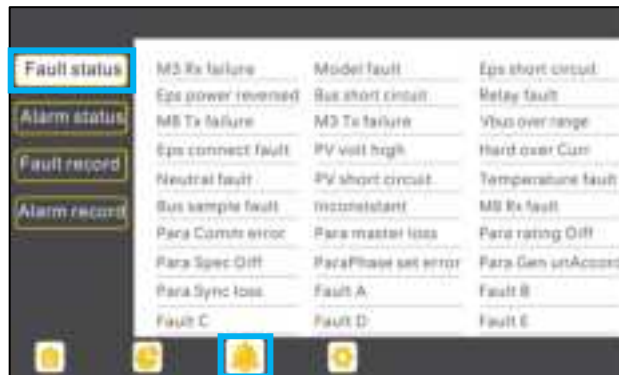 Fault status
Alarm status
Fault record
Alarm record
M3 Rx failure Model fault Eps short circuit
Eps power reversed Bus short circuit Relay fault
M8 Tx failure M3 Tx failure Vbus over range
Eps connect fault PV volt high Hard over Curr
Neutral fault PV short circuit Temperature fault
Bus sample fault Inconsistant M8 Rx fault
Para Comm error Para master loss Para rating Diff
Para Spec Diff ParaPhase set error Para Gen unAccord
Para Sync loss Fault A Fault B
Fault C Fault D Fault E